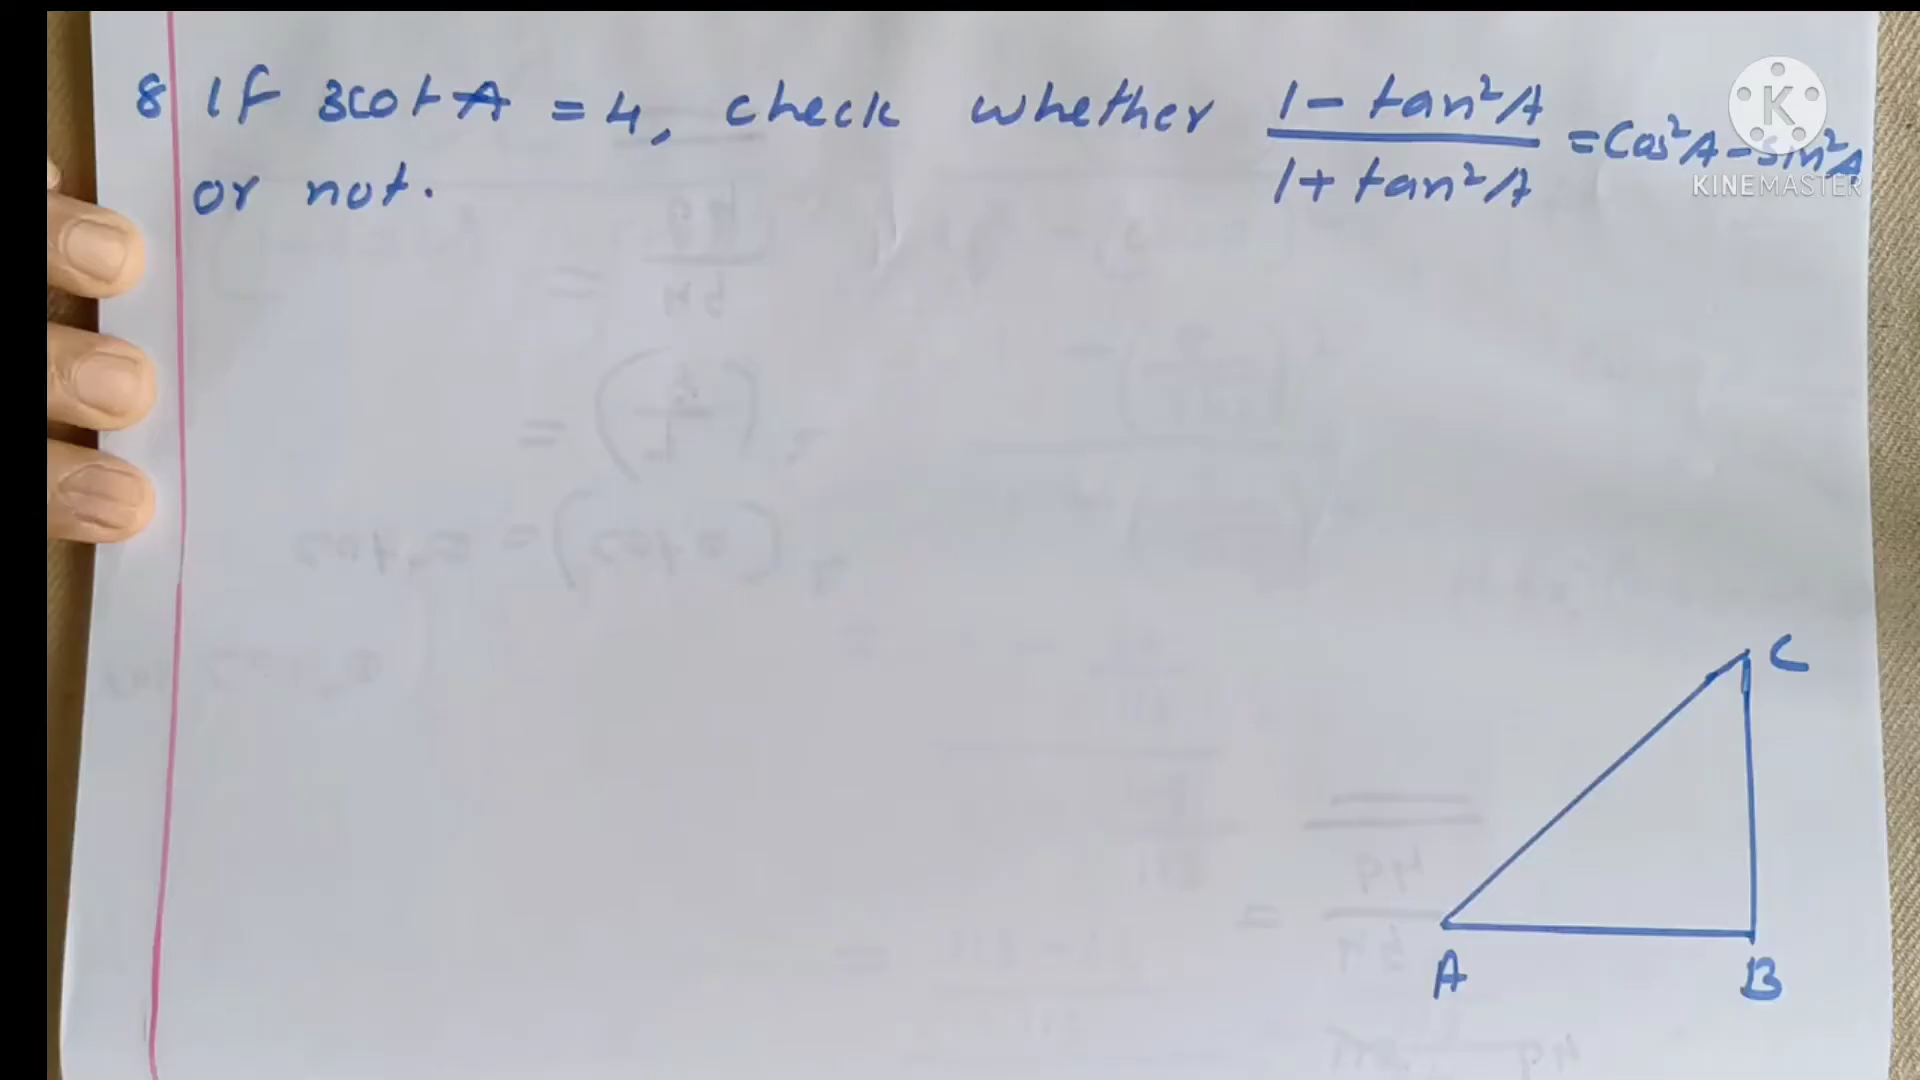 8 If 3cot A = 4, check whether (1 - tan²A)/(1 + tan²A) = Cos²A - Sin²A
or not.
K
KINEMASTER
C
A
B